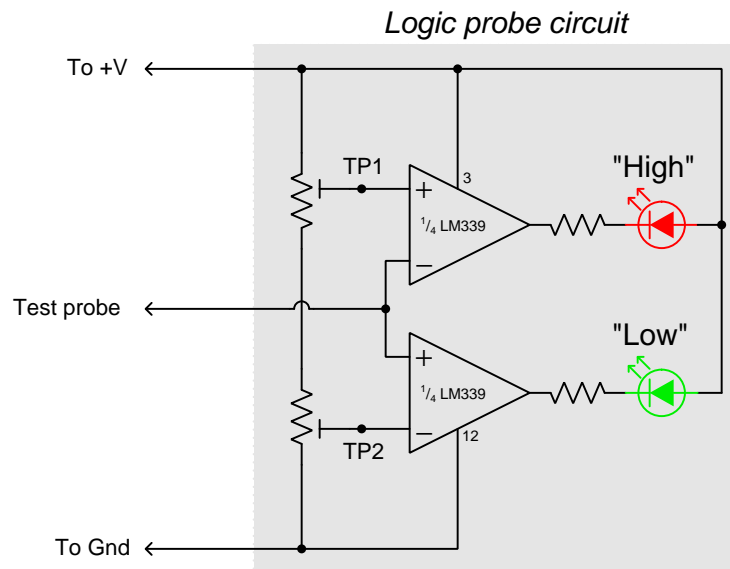 Logic probe circuit
To +V
TP1
+
3
"High"
1/4 LM339
−
Test probe
+
"Low"
1/4 LM339
−
12
TP2
To Gnd